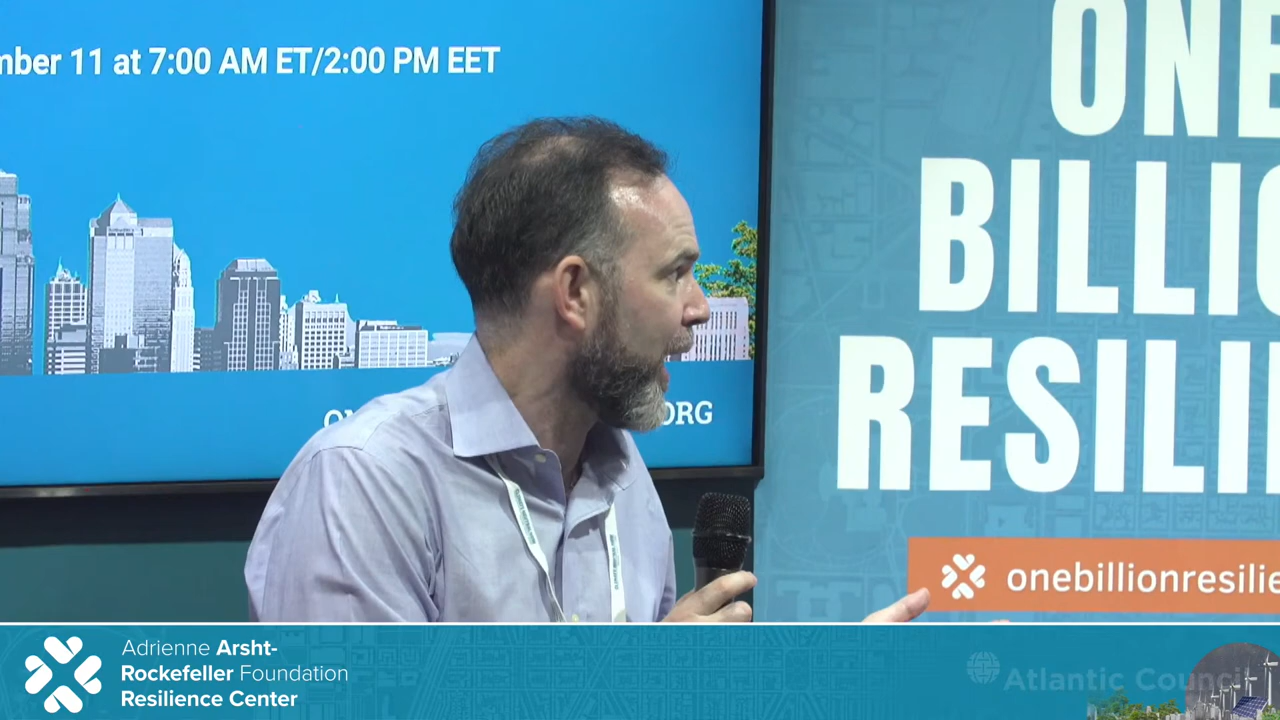 mber 11 at 7:00 AM ET/2:00 PM EET
ORG
ONE
BILLIO
RESILI
onebillionresilie
Adrienne Arsht-
Rockefeller Foundation
Resilience Center
Atlantic Council